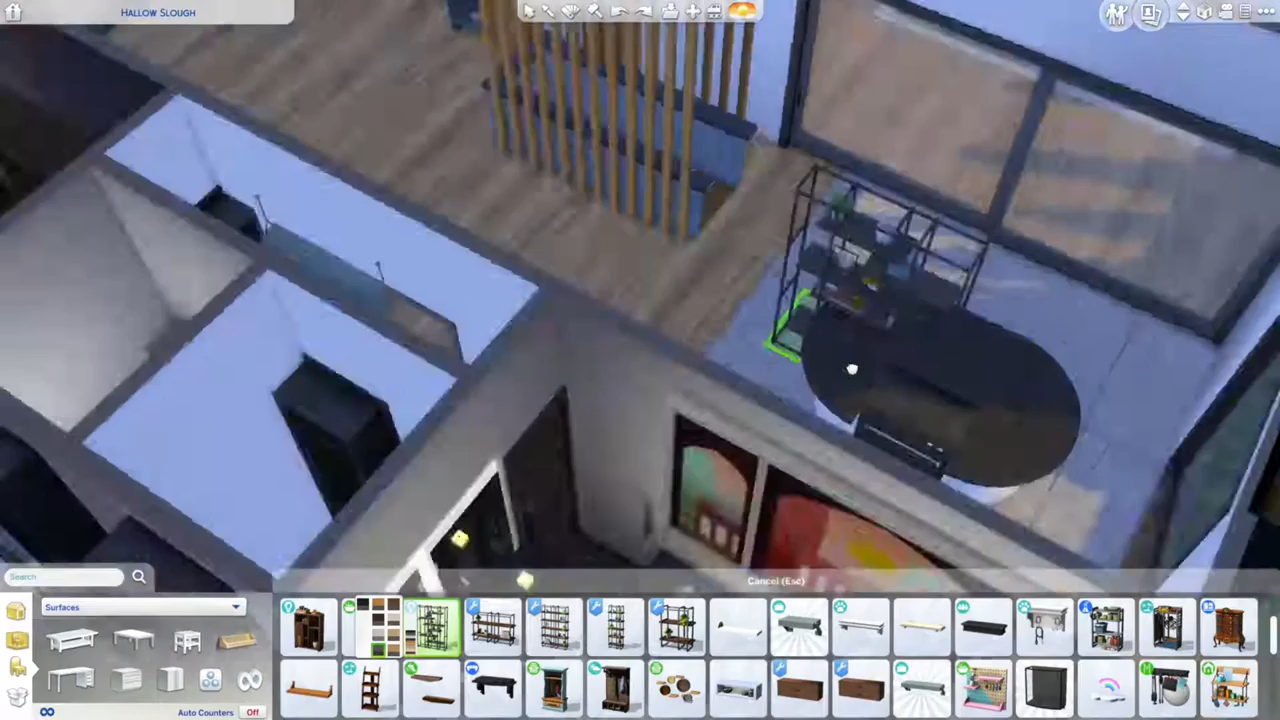 HALLOW SLOUGH
Cancel (Esc)
Search
Surfaces
Auto Counters Off